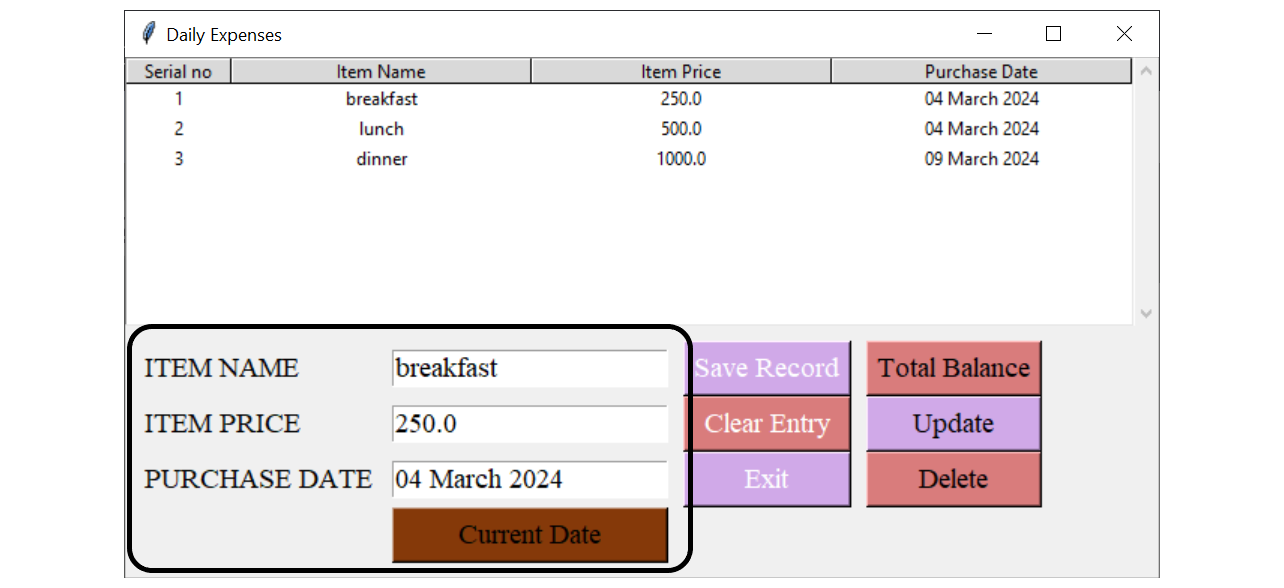 Daily Expenses
Serial no Item Name Item Price Purchase Date
1 breakfast 250.0 04 March 2024
2 lunch 500.0 04 March 2024
3 dinner 1000.0 09 March 2024
ITEM NAME breakfast Save Record Total Balance
ITEM PRICE 250.0 Clear Entry Update
PURCHASE DATE 04 March 2024 Exit Delete
Current Date